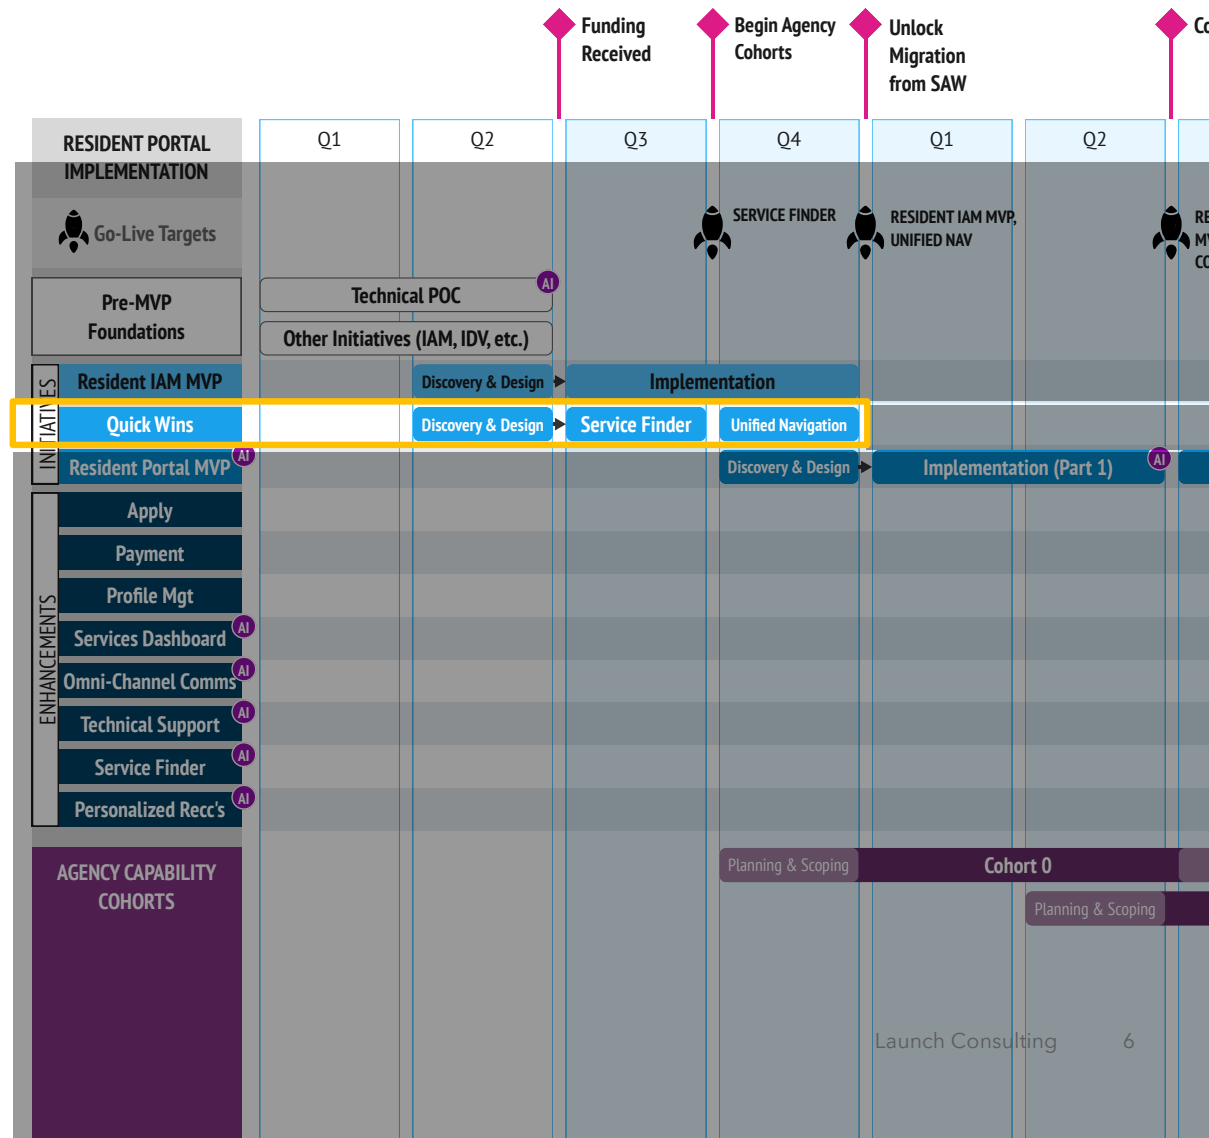 Funding
Received
Begin Agency
Cohorts
Unlock
Migration
from SAW
Co
RESIDENT PORTAL
IMPLEMENTATION
Q1
Q2
Q3
Q4
Q1
Q2
Go-Live Targets
SERVICE FINDER
RESIDENT IAM MVP,
UNIFIED NAV
RE
MV
CO
Pre-MVP
Foundations
Technical POC
AI
Other Initiatives (IAM, IDV, etc.)
INITIATIVES
Resident IAM MVP
Discovery & Design
Implementation
Quick Wins
Discovery & Design
Service Finder
Unified Navigation
Resident Portal MVP
AI
Discovery & Design
Implementation (Part 1)
AI
ENHANCEMENTS
Apply
Payment
Profile Mgt
Services Dashboard
AI
Omni-Channel Comms
AI
Technical Support
AI
Service Finder
AI
Personalized Recc's
AI
AGENCY CAPABILITY
COHORTS
Planning & Scoping
Cohort 0
Planning & Scoping
Launch Consulting 6